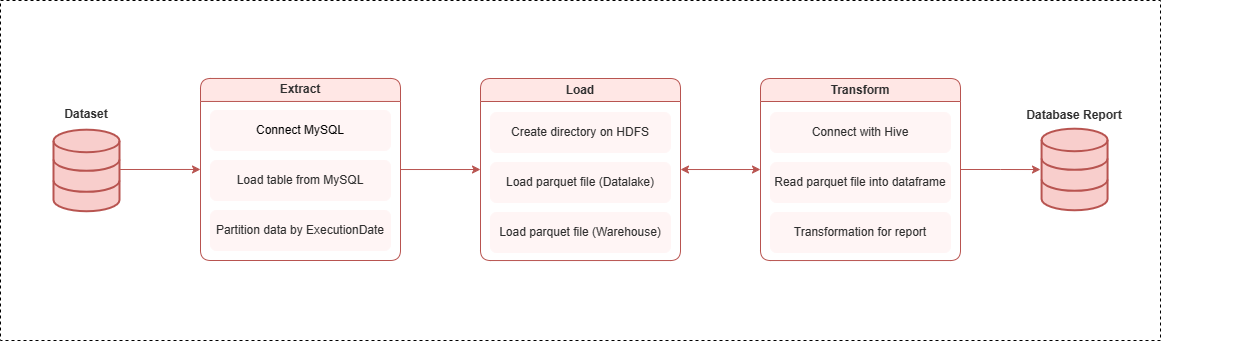 Dataset
Extract
Connect MySQL
Load table from MySQL
Partition data by ExecutionDate
Load
Create directory on HDFS
Load parquet file (Datalake)
Load parquet file (Warehouse)
Transform
Connect with Hive
Read parquet file into dataframe
Transformation for report
Database Report